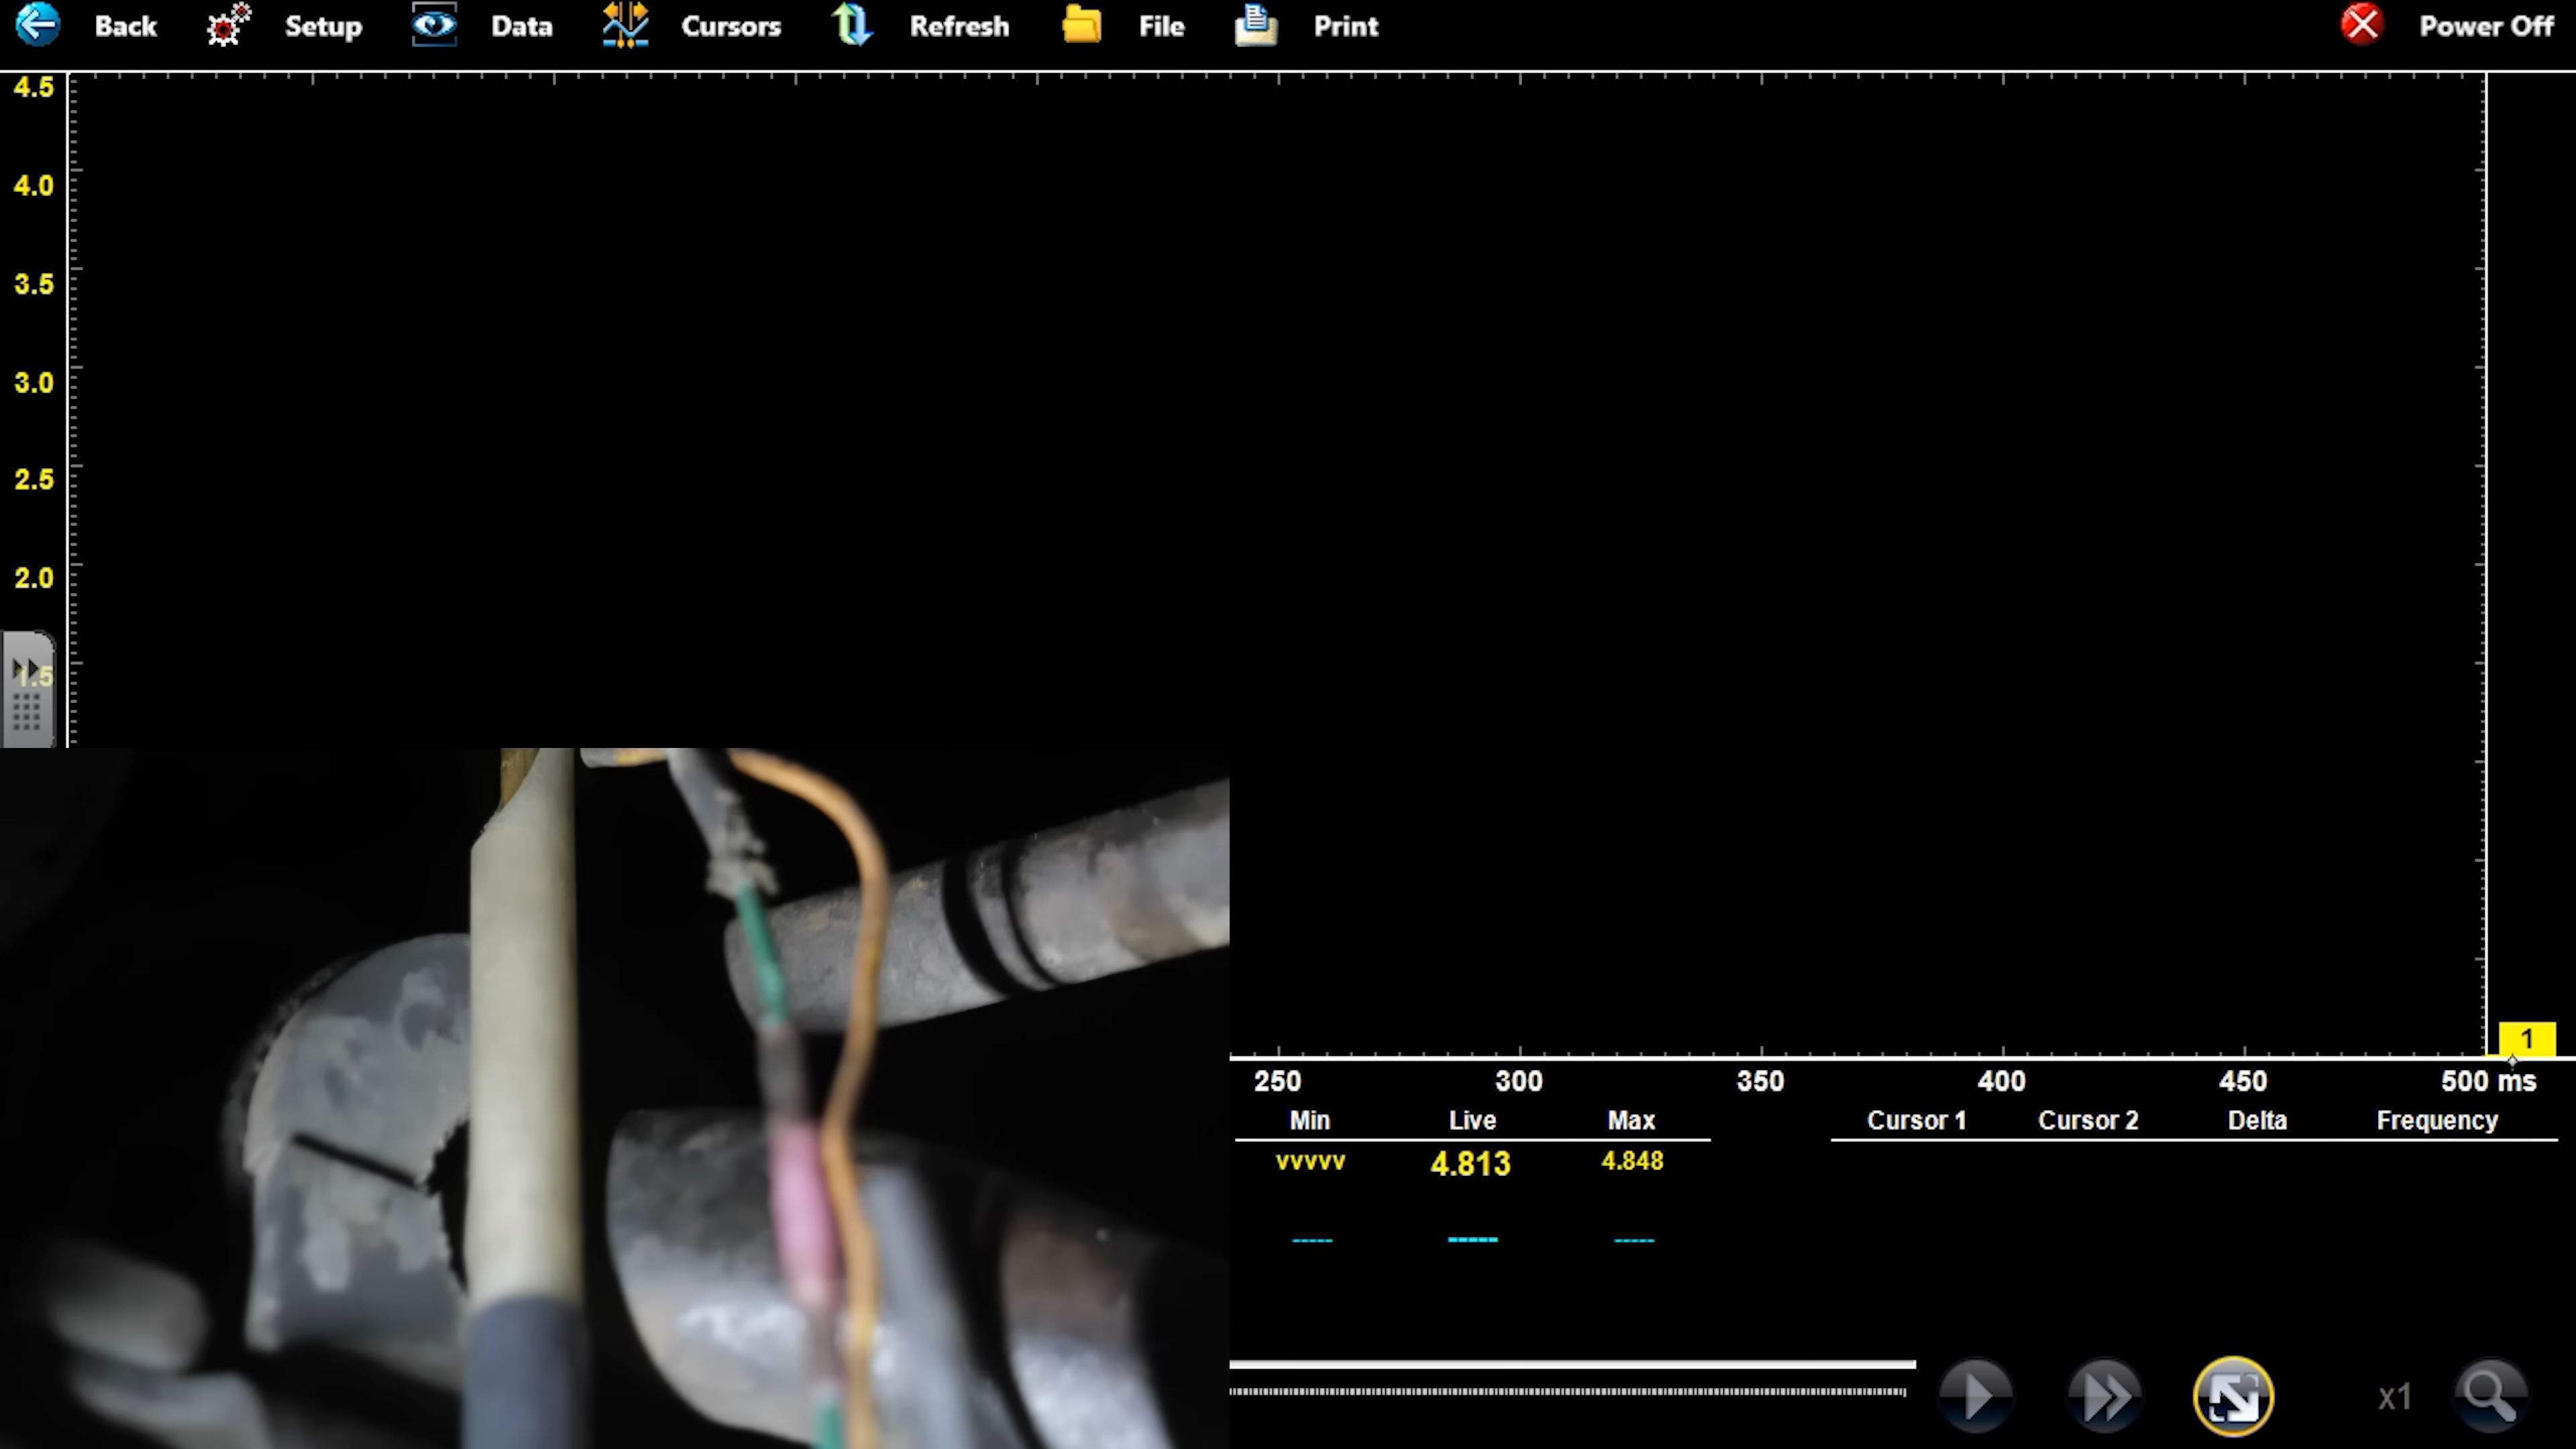 Back Setup Data Cursors Refresh File Print Power Off
4.5
4.0
3.5
3.0
2.5
2.0
1.5
1
250 300 350 400 450 500 ms
Min Live Max Cursor 1 Cursor 2 Delta Frequency
vvvvv 4.813 4.848
----- ----- -----
x1